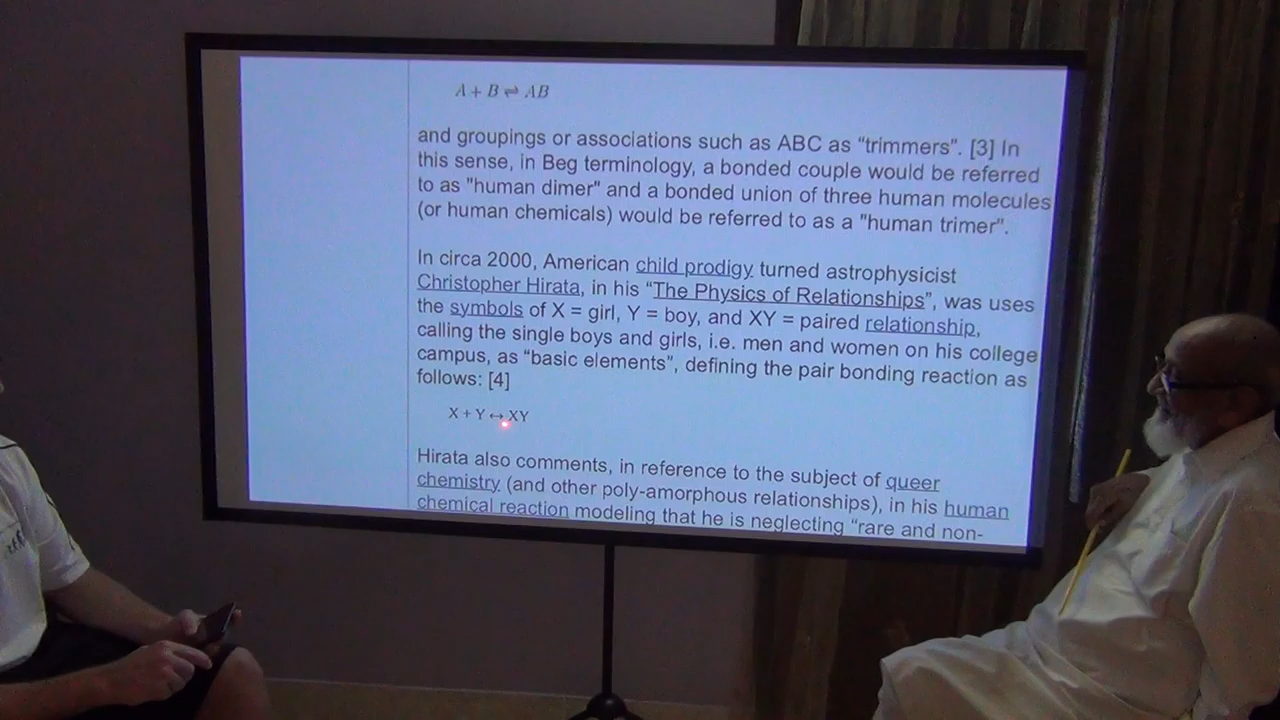 A + B ⇌ AB
and groupings or associations such as ABC as “trimmers”. [3] In
this sense, in Beg terminology, a bonded couple would be referred
to as "human dimer" and a bonded union of three human molecules
(or human chemicals) would be referred to as a "human trimer".
In circa 2000, American child prodigy turned astrophysicist
Christopher Hirata, in his “The Physics of Relationships”, was uses
the symbols of X = girl, Y = boy, and XY = paired relationship,
calling the single boys and girls, i.e. men and women on his college
campus, as “basic elements”, defining the pair bonding reaction as
follows: [4]
X + Y ↔ XY
Hirata also comments, in reference to the subject of queer
chemistry (and other poly-amorphous relationships), in his human
chemical reaction modeling that he is neglecting “rare and non-